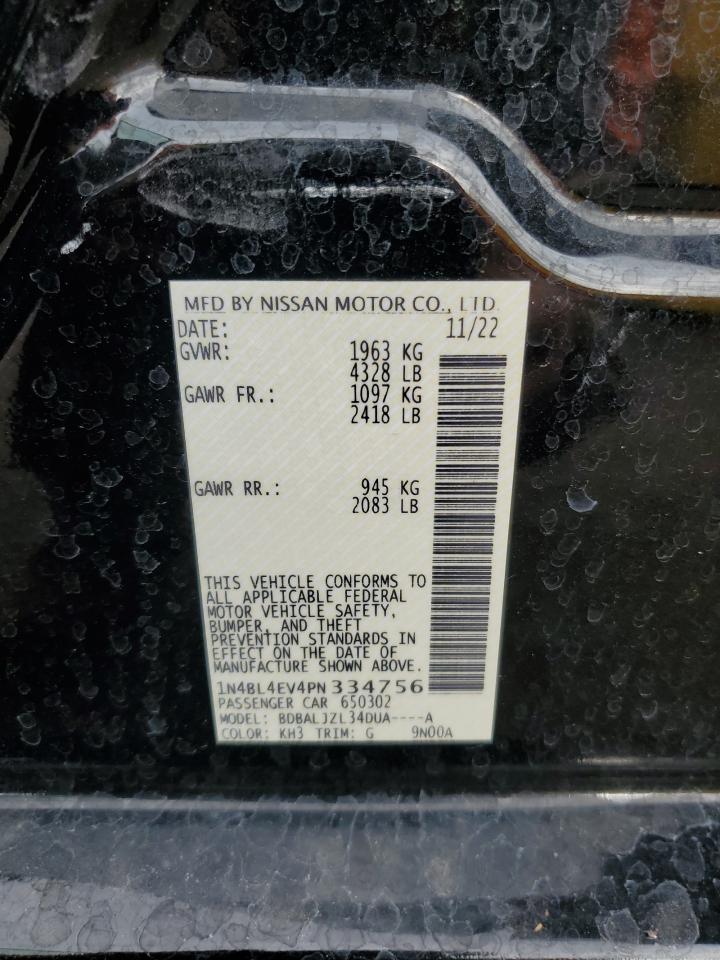 MFD BY NISSAN MOTOR CO., LTD.
DATE: 11/22
GVWR: 1963 KG
4328 LB
GAWR FR.: 1097 KG
2418 LB
GAWR RR.: 945 KG
2083 LB
THIS VEHICLE CONFORMS TO
ALL APPLICABLE FEDERAL
MOTOR VEHICLE SAFETY,
BUMPER, AND THEFT
PREVENTION STANDARDS IN
EFFECT ON THE DATE OF
MANUFACTURE SHOWN ABOVE.
1N4BL4EV4PN334756
PASSENGER CAR 650302
MODEL: BDBALJZL34DUA----A
COLOR: KH3 TRIM: G 9N00A